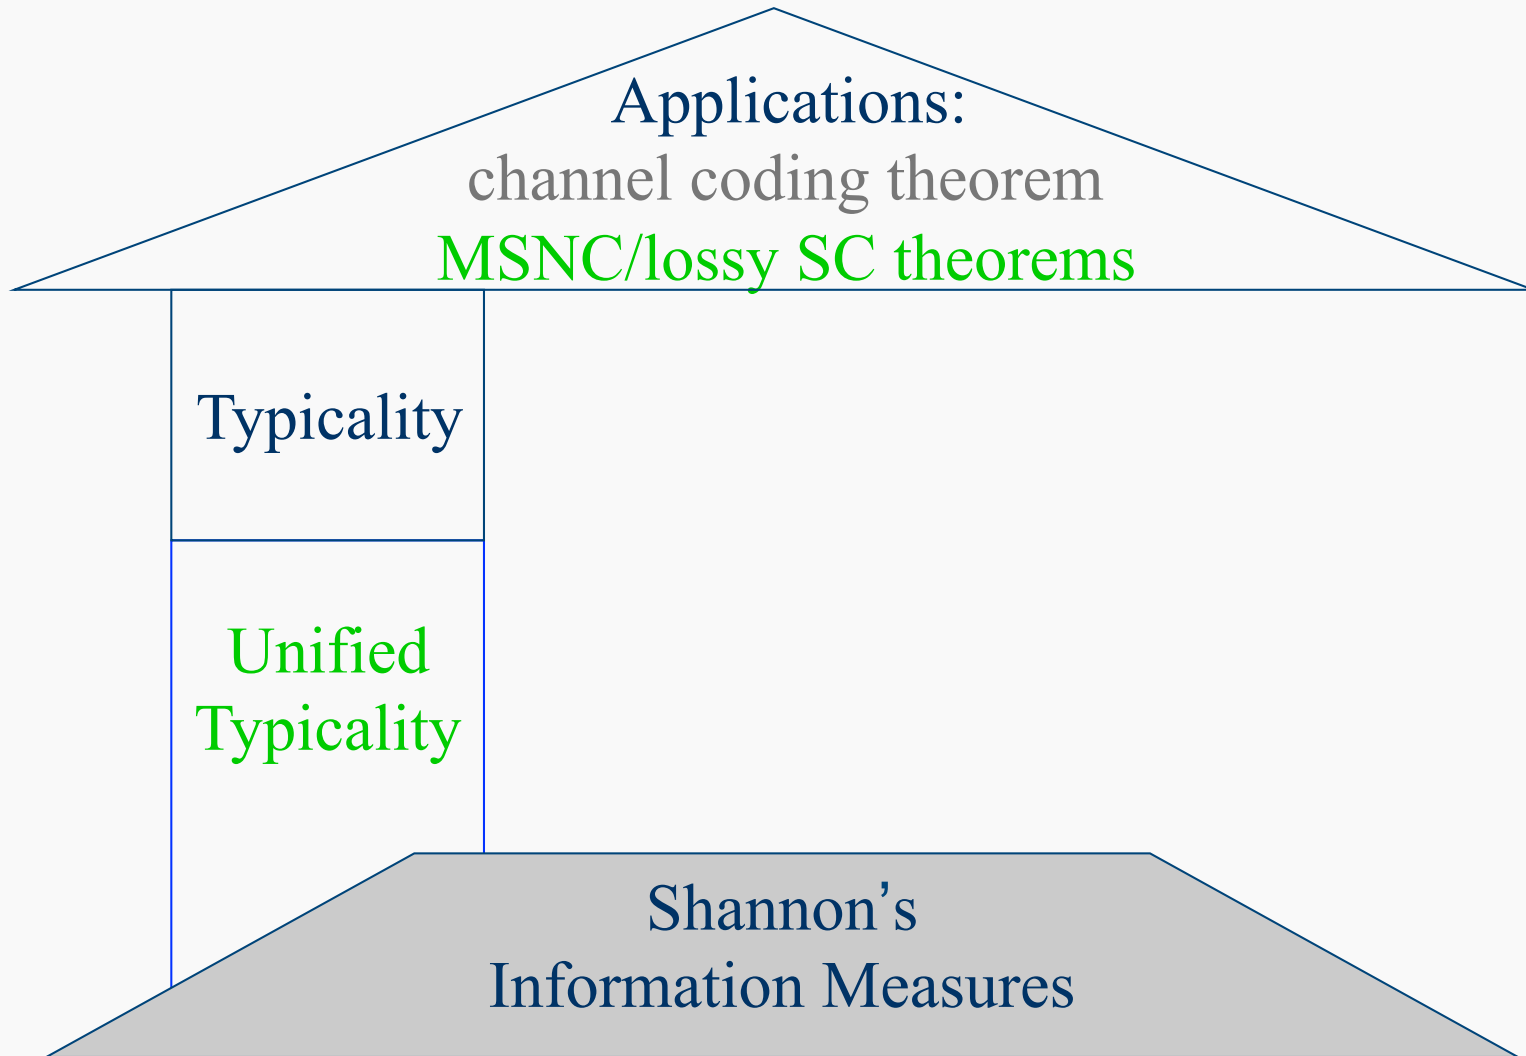 Applications:
channel coding theorem
MSNC/lossy SC theorems
Typicality
Unified
Typicality
Shannon’s
Information Measures